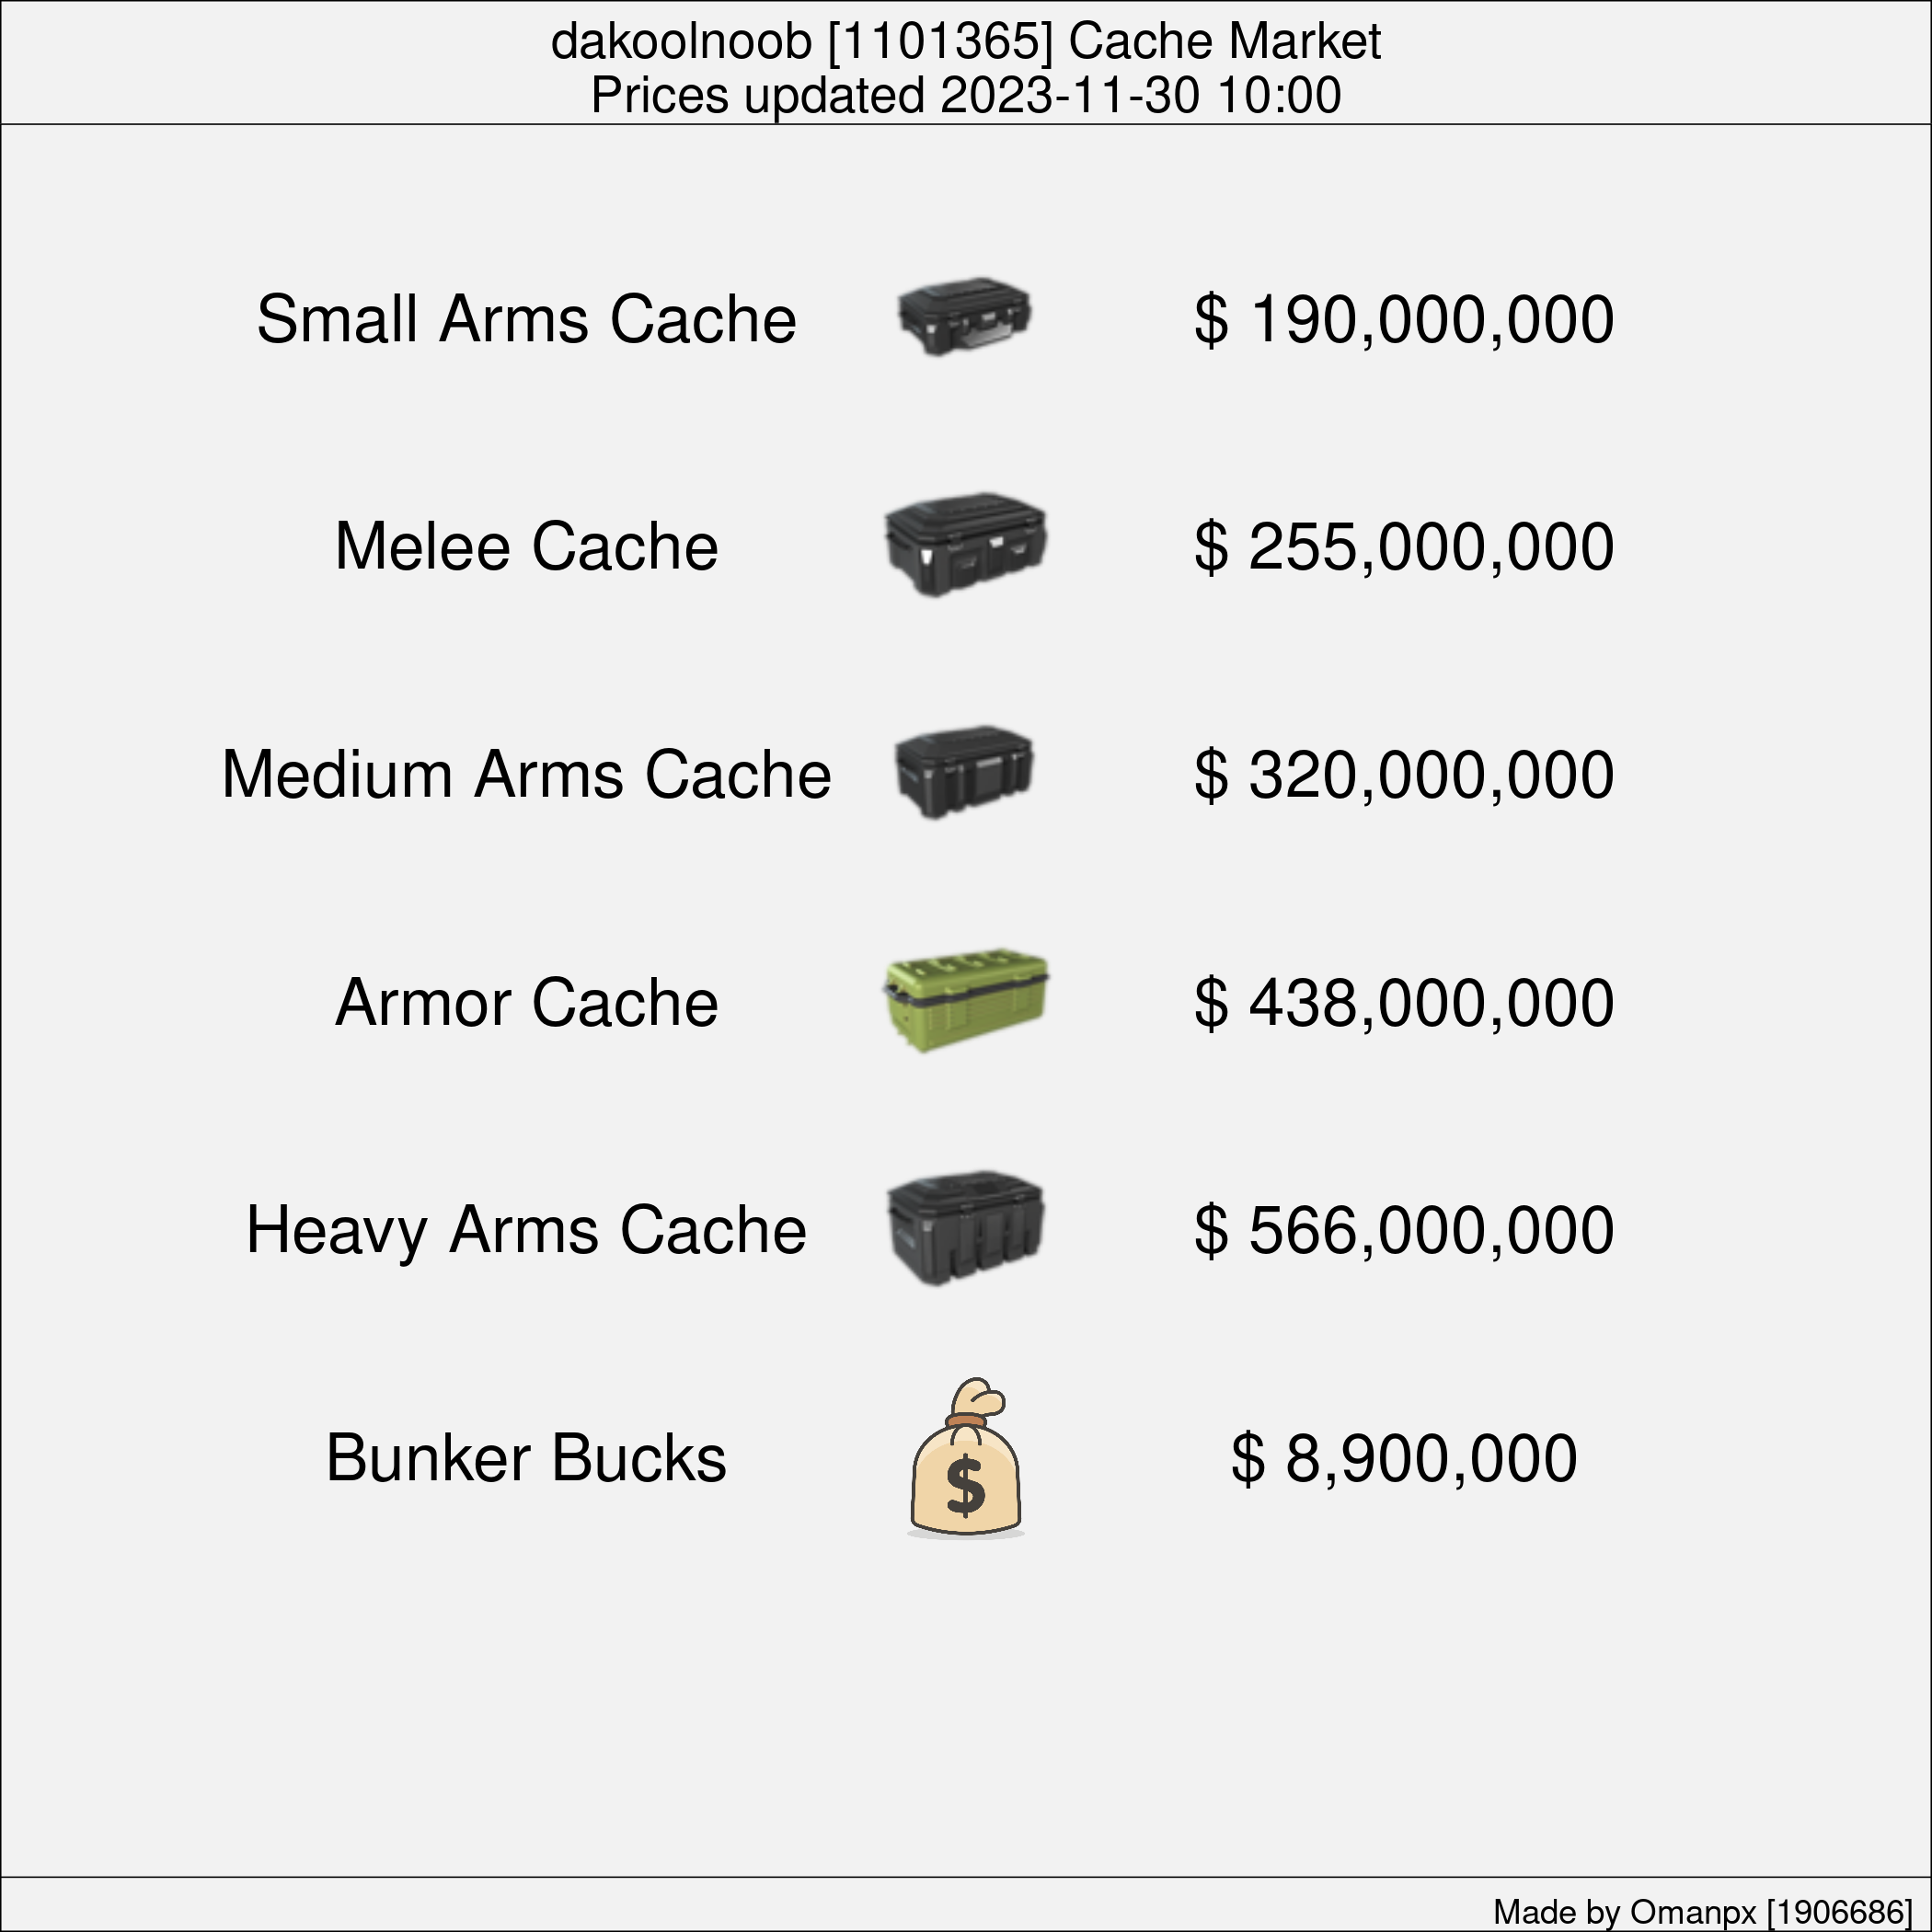 dakoolnoob [1101365] Cache Market
Prices updated 2023-11-30 10:00
Small Arms Cache $ 190,000,000
Melee Cache $ 255,000,000
Medium Arms Cache $ 320,000,000
Armor Cache $ 438,000,000
Heavy Arms Cache $ 566,000,000
Bunker Bucks $ $ 8,900,000
Made by Omanpx [1906686]